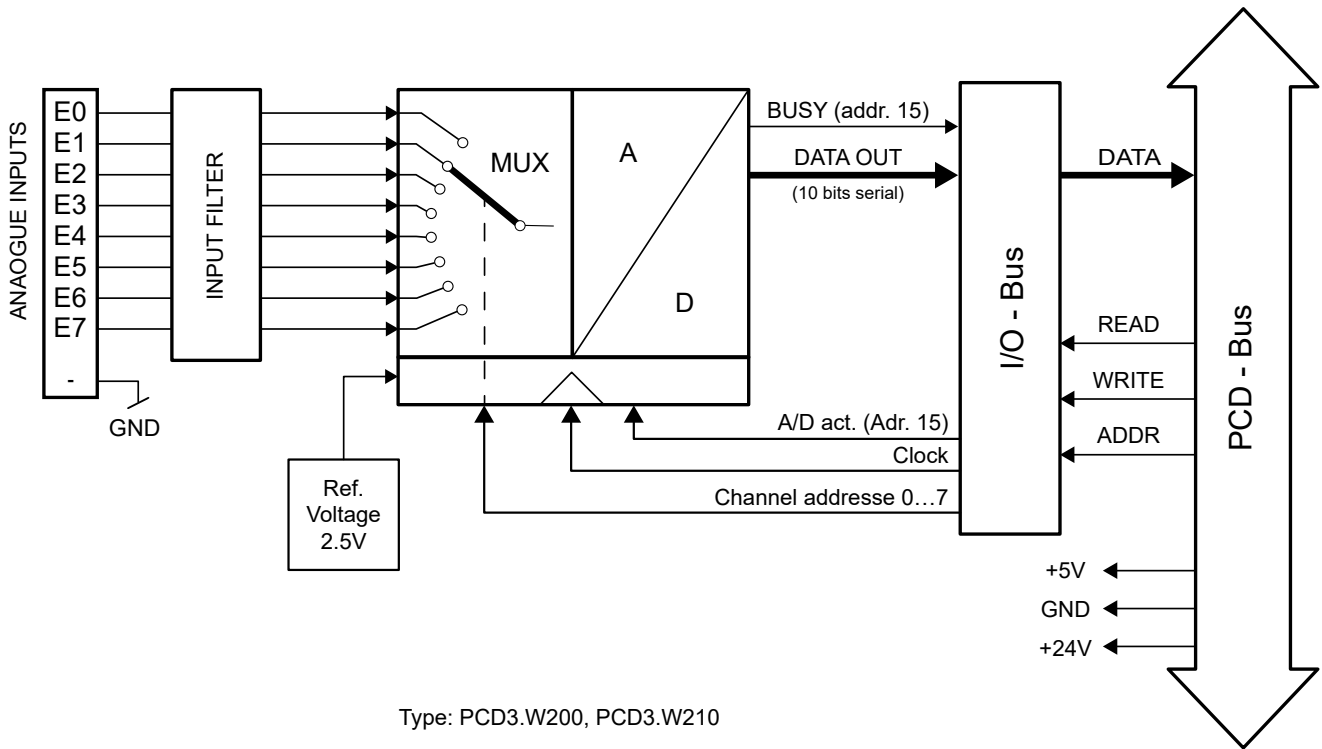 ANAOGUE INPUTS
E0
E1
E2
E3
E4
E5
E6
E7
-
GND
INPUT FILTER
MUX
A
D
Ref.
Voltage
2.5V
BUSY (addr. 15)
DATA OUT
(10 bits serial)
A/D act. (Adr. 15)
Clock
Channel addresse 0…7
I/O - Bus
DATA
READ
WRITE
ADDR
+5V
GND
+24V
PCD - Bus
Type: PCD3.W200, PCD3.W210